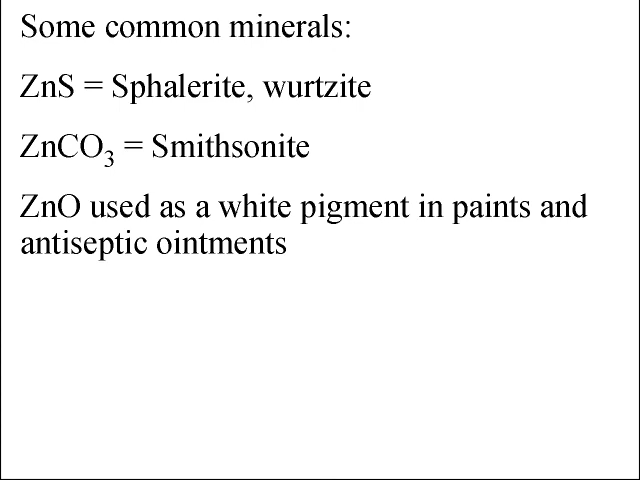 Some common minerals:
ZnS = Sphalerite, wurtzite
ZnCO₃ = Smithsonite
ZnO used as a white pigment in paints and
antiseptic ointments